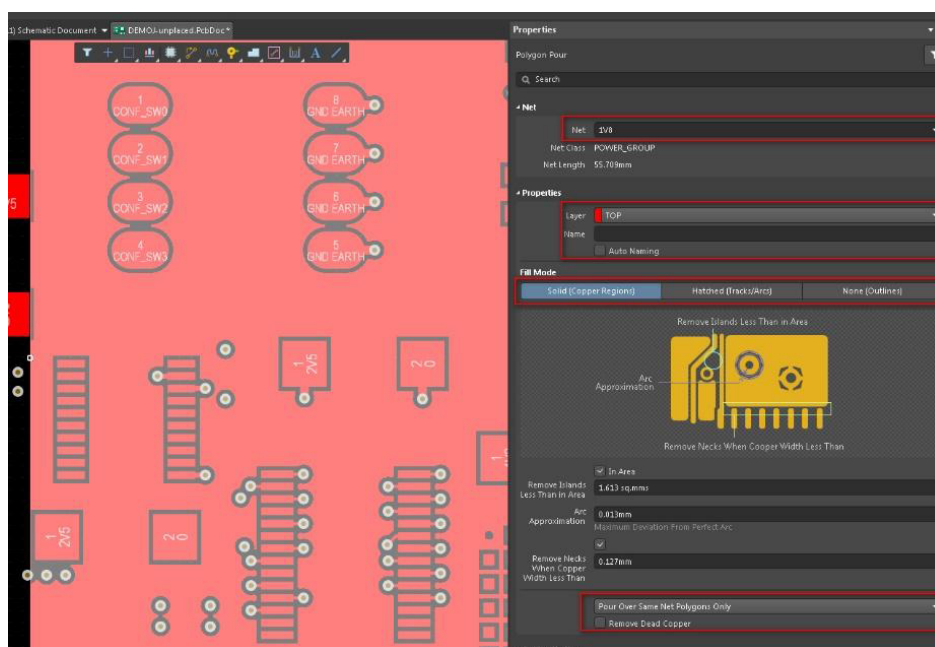 1) Schematic Document
DEMOJ-unplaced.PcbDoc*
1
CONF_SW0
8
GND EARTH
2
CONF_SW1
7
GND EARTH
3
CONF_SW2
6
GND EARTH
4
CONF_SW3
5
GND EARTH
1
2V5
2
0
1
2V5
2
0
Properties
Polygon Pour
Search
Net
Net 1V8
Net Class POWER_GROUP
Net Length 55.709mm
Properties
Layer TOP
Name
Auto Naming
Fill Mode
Solid (Copper Regions) Hatched (Tracks/Arcs) None (Outlines)
Remove Islands Less Than in Area
Arc
Approximation
Remove Necks When Copper Width Less Than
In Area
Remove Islands
Less Than in Area 1.613 sq.mms
Arc
Approximation 0.013mm
Maximum Deviation From Perfect Arc
Remove Necks
When Copper
Width Less Than 0.127mm
Pour Over Same Net Polygons Only
Remove Dead Copper